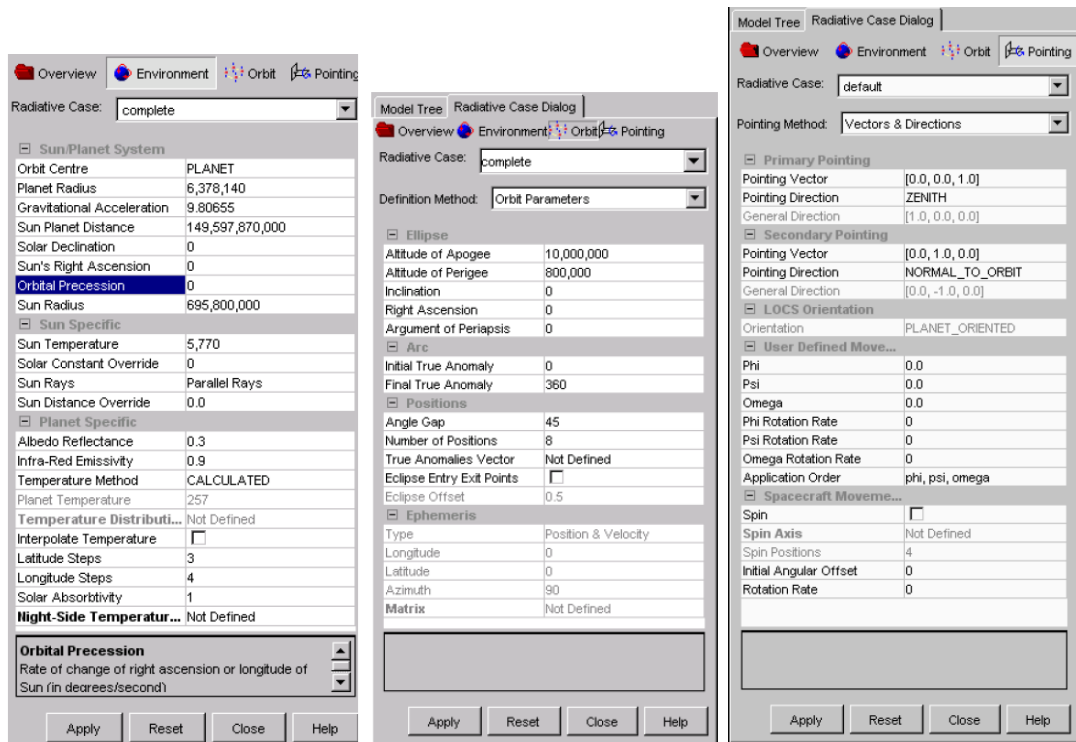 Overview Environment Orbit Pointing
Radiative Case: complete
Sun/Planet System
Orbit Centre PLANET
Planet Radius 6,378,140
Gravitational Acceleration 9.80655
Sun Planet Distance 149,597,870,000
Solar Declination 0
Sun's Right Ascension 0
Orbital Precession 0
Sun Radius 695,800,000
Sun Specific
Sun Temperature 5,770
Solar Constant Override 0
Sun Rays Parallel Rays
Sun Distance Override 0.0
Planet Specific
Albedo Reflectance 0.3
Infra-Red Emissivity 0.9
Temperature Method CALCULATED
Planet Temperature 257
Temperature Distributi... Not Defined
Interpolate Temperature
Latitude Steps 3
Longitude Steps 4
Solar Absorbtivity 1
Night-Side Temperatur... Not Defined
Orbital Precession
Rate of change of right ascension or longitude of
Sun (in degrees/second)
Apply Reset Close Help
Model Tree Radiative Case Dialog
Overview Environment Orbit Pointing
Radiative Case: complete
Definition Method: Orbit Parameters
Ellipse
Altitude of Apogee 10,000,000
Altitude of Perigee 800,000
Inclination 0
Right Ascension 0
Argument of Periapsis 0
Arc
Initial True Anomaly 0
Final True Anomaly 360
Positions
Angle Gap 45
Number of Positions 8
True Anomalies Vector Not Defined
Eclipse Entry Exit Points
Eclipse Offset 0.5
Ephemeris
Type Position & Velocity
Longitude 0
Latitude 0
Azimuth 90
Matrix Not Defined
Apply Reset Close Help
Model Tree Radiative Case Dialog
Overview Environment Orbit Pointing
Radiative Case: default
Pointing Method: Vectors & Directions
Primary Pointing
Pointing Vector [0.0, 0.0, 1.0]
Pointing Direction ZENITH
General Direction [1.0, 0.0, 0.0]
Secondary Pointing
Pointing Vector [0.0, 1.0, 0.0]
Pointing Direction NORMAL_TO_ORBIT
General Direction [0.0, -1.0, 0.0]
LOCS Orientation
Orientation PLANET_ORIENTED
User Defined Move...
Phi 0.0
Psi 0.0
Omega 0.0
Phi Rotation Rate 0
Psi Rotation Rate 0
Omega Rotation Rate 0
Application Order phi, psi, omega
Spacecraft Moveme...
Spin
Spin Axis Not Defined
Spin Positions 4
Initial Angular Offset 0
Rotation Rate 0
Apply Reset Close Help